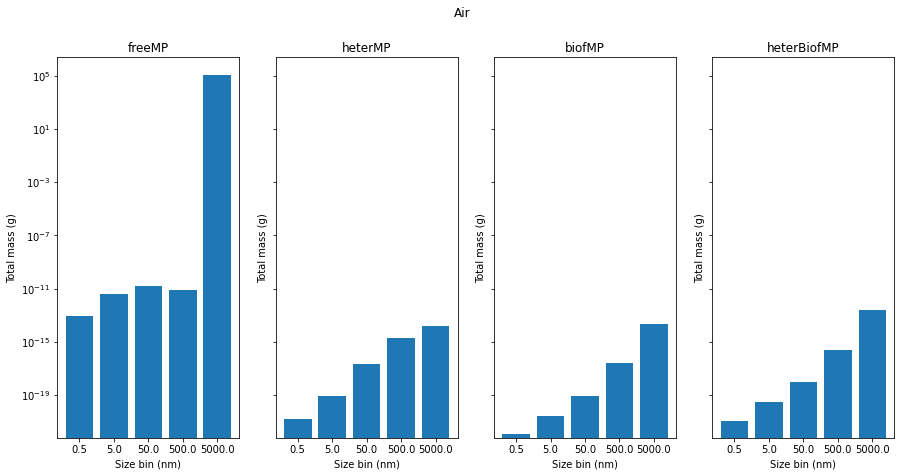 Air
freeMP
heterMP
biofMP
heterBiofMP
Total mass (g)
10^5
10^1
10^-3
10^-7
10^-11
10^-15
10^-19
Total mass (g)
Total mass (g)
Total mass (g)
0.5 5.0 50.0 500.0 5000.0
0.5 5.0 50.0 500.0 5000.0
0.5 5.0 50.0 500.0 5000.0
0.5 5.0 50.0 500.0 5000.0
Size bin (nm)
Size bin (nm)
Size bin (nm)
Size bin (nm)